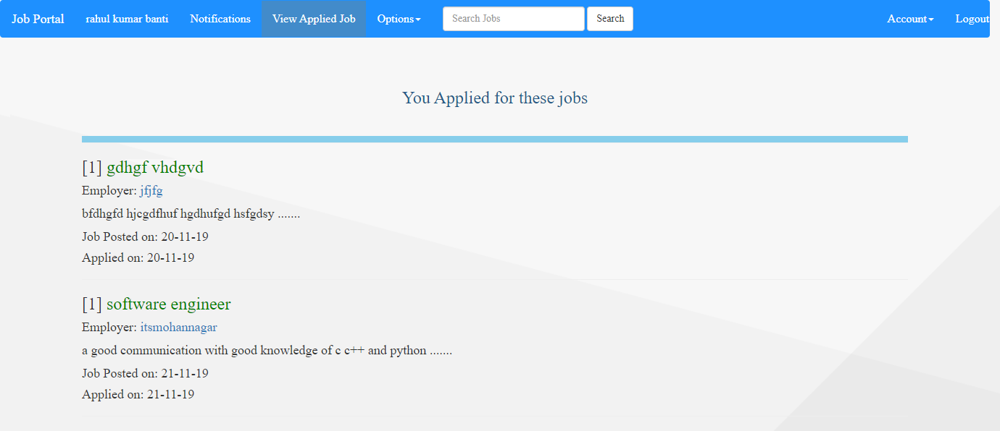 Job Portal rahul kumar banti Notifications View Applied Job Options Search Jobs Search Account Logout
You Applied for these jobs
[1] gdhgf vhdgvd
Employer: jfjfg
bfdhgfd hjcgdfhuf hgdhufgd hsfgdsy .......
Job Posted on: 20-11-19
Applied on: 20-11-19
[1] software engineer
Employer: itsmohannagar
a good communication with good knowledge of c c++ and python .......
Job Posted on: 21-11-19
Applied on: 21-11-19